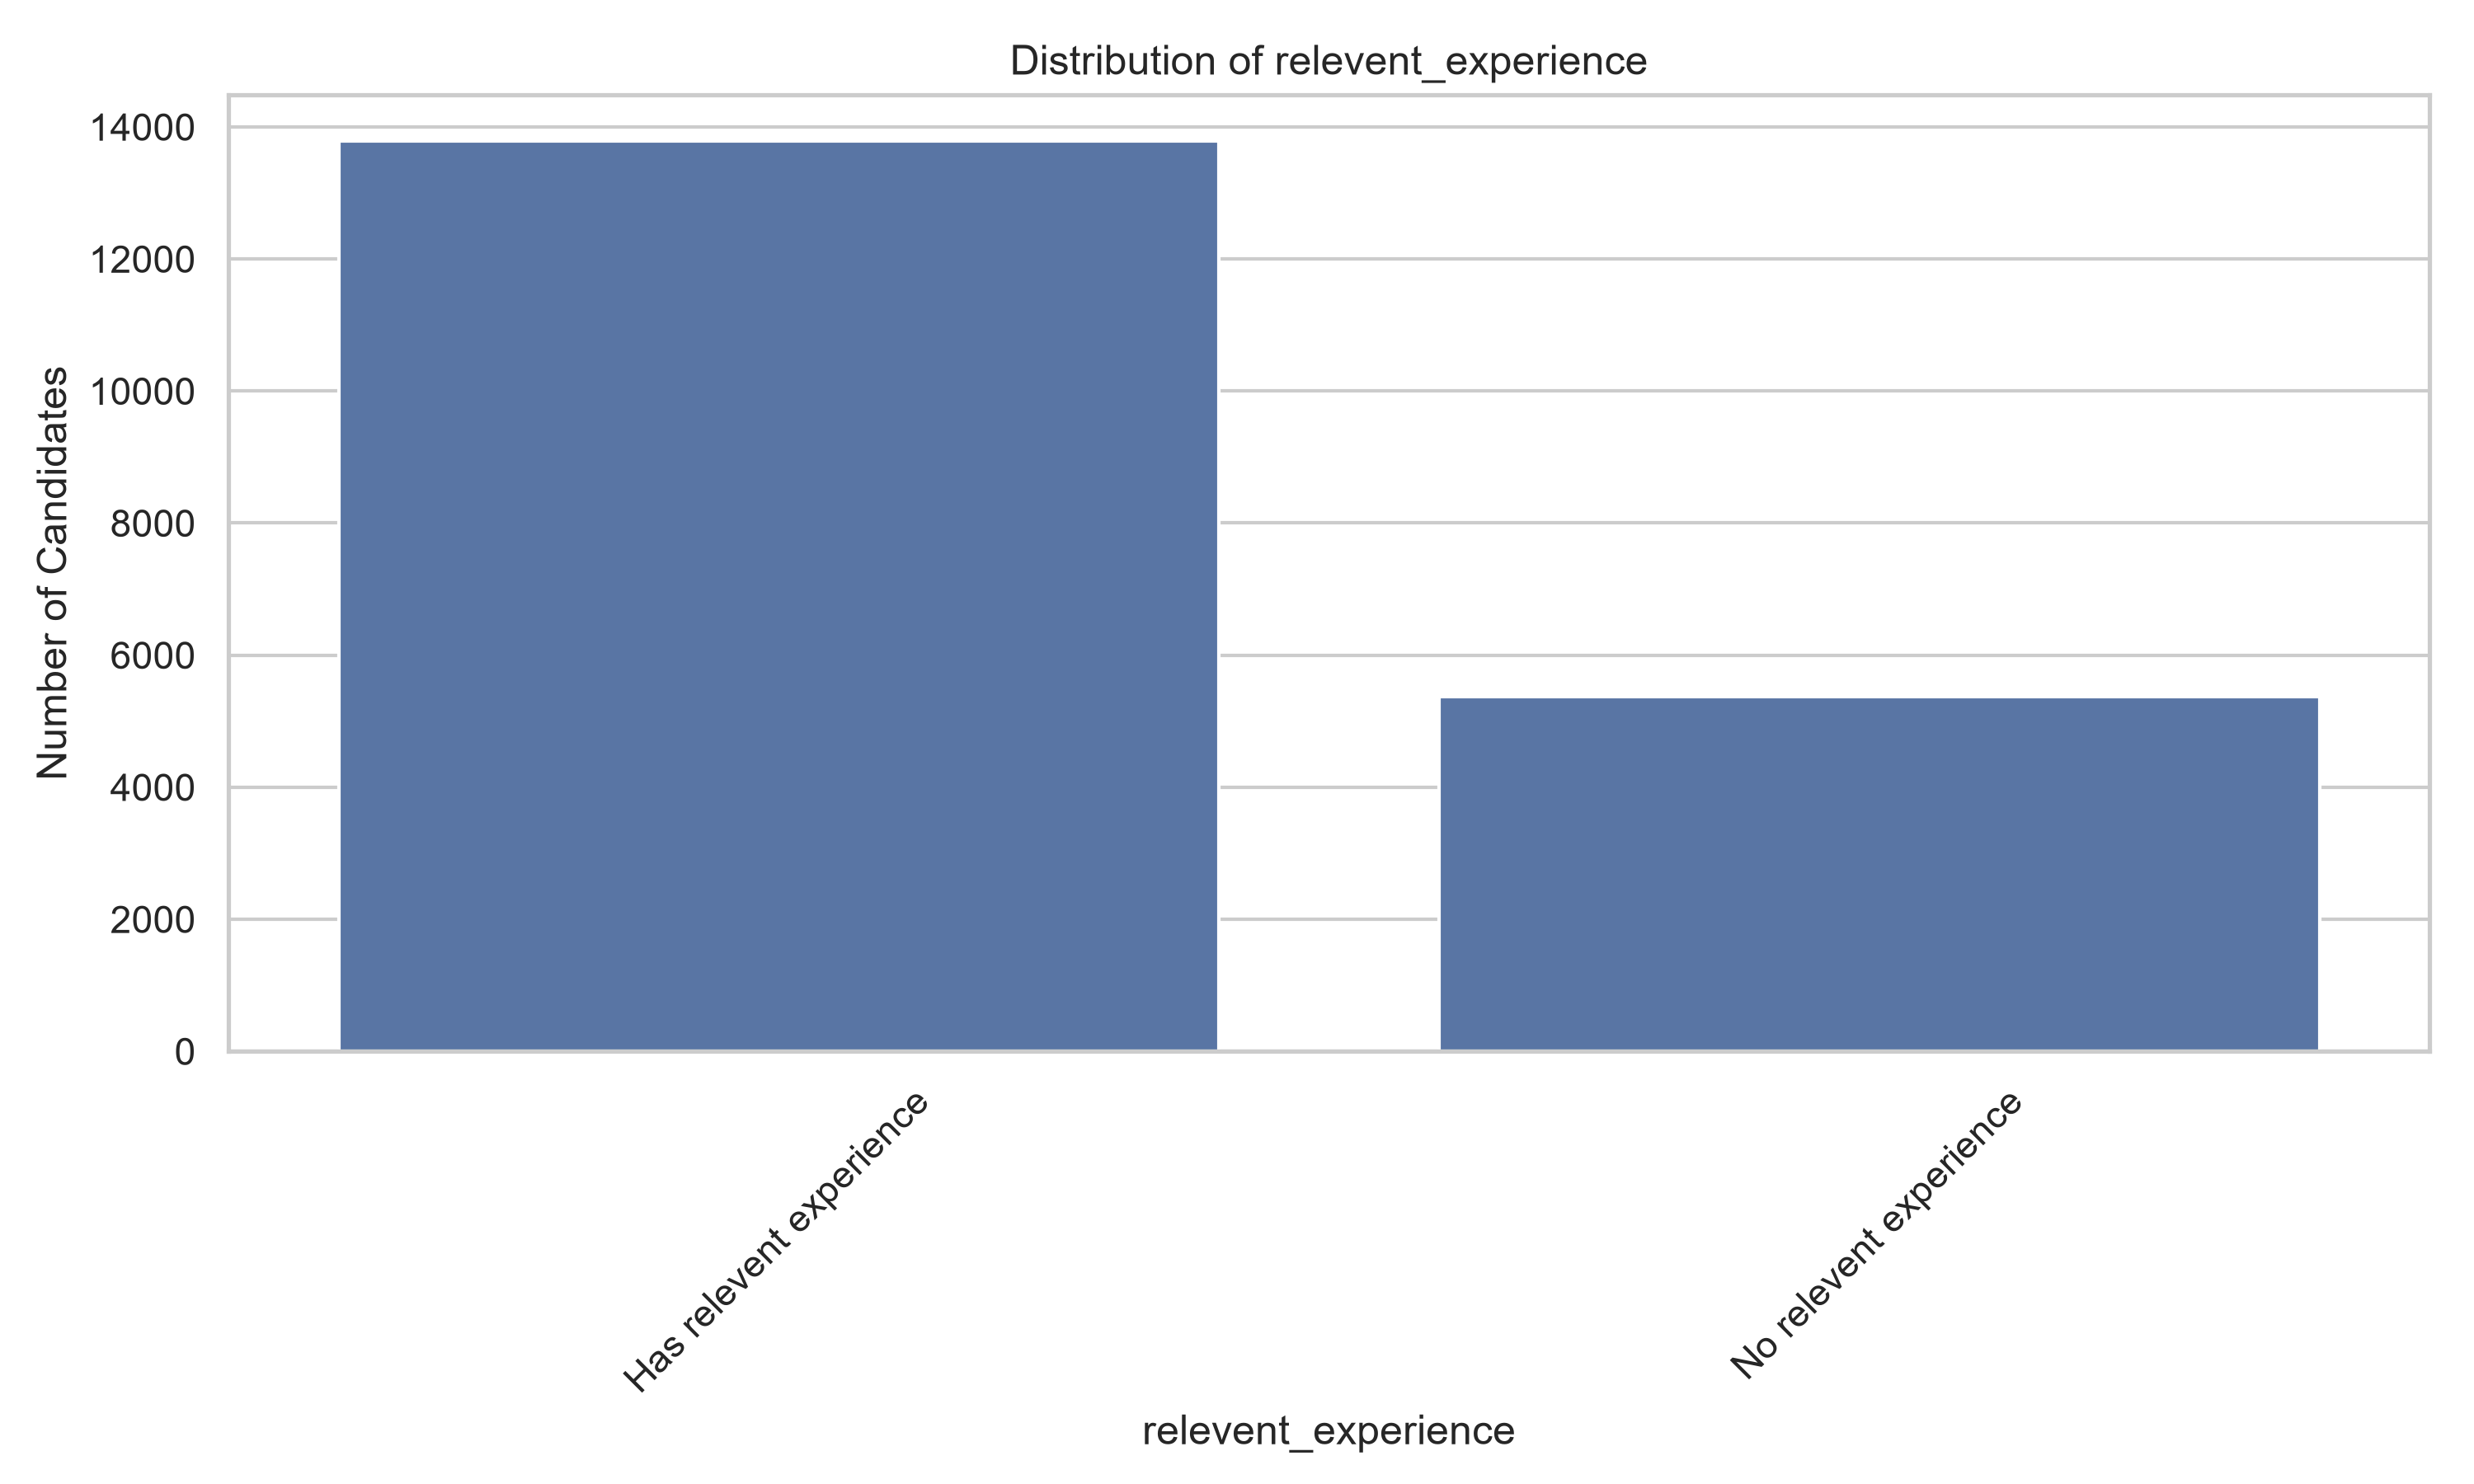 Distribution of relevent_experience
Number of Candidates
14000
12000
10000
8000
6000
4000
2000
0
Has relevent experience
No relevent experience
relevent_experience